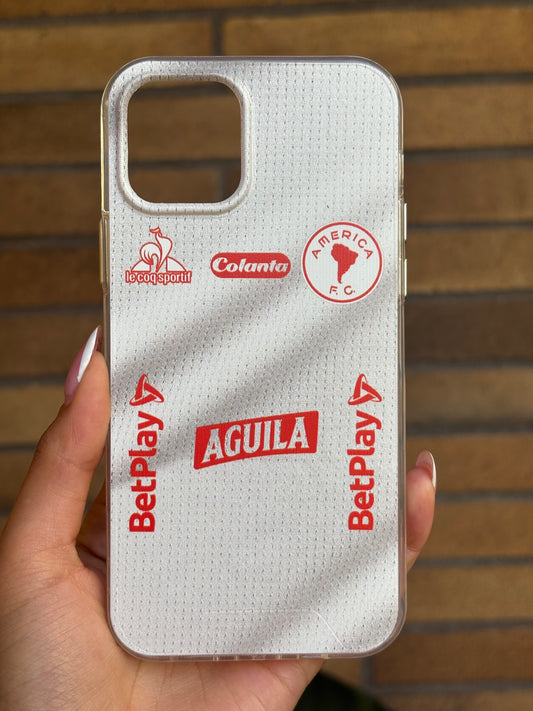 le coq sportif
Colanta
AMERICA
F.C.
BetPlay
AGUILA
BetPlay